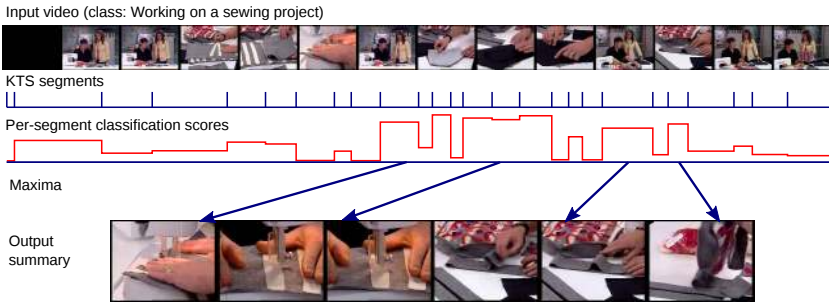 Input video (class: Working on a sewing project)
KTS segments
Per-segment classification scores
Maxima
Output
summary